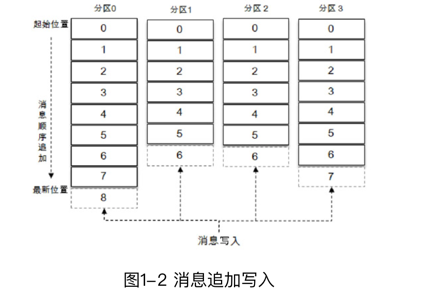 分区0 分区1 分区2 分区3
起始位置 0 0 0 0
1 1 1 1
2 2 2 2
3 3 3 3
消息顺序追加
4 4 4 4
5 5 5 5
6 6 6 6
7 7
最新位置 8
消息写入
图1-2 消息追加写入